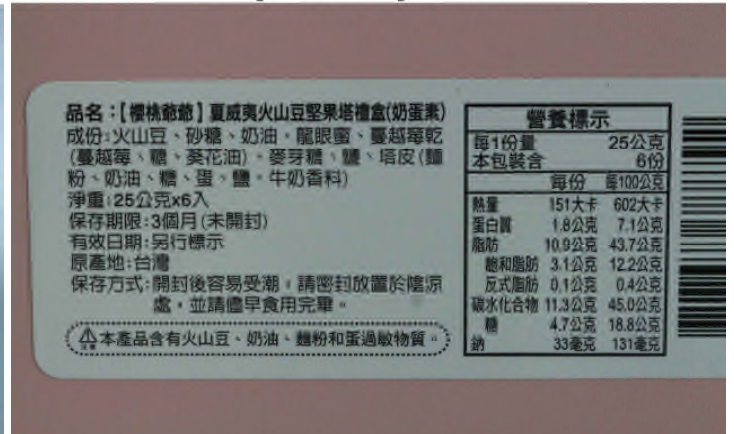 品名：【櫻桃爺爺】夏威夷火山豆堅果塔禮盒(奶蛋素)
成份:火山豆、砂糖、奶油、龍眼蜜、蔓越莓乾
(蔓越莓、糖、葵花油)、麥芽糖、鹽、塔皮(麵
粉、奶油、糖、蛋、鹽、牛奶香料)
淨重:25公克x6入
保存期限:3個月(未開封)
有效日期:另行標示
原產地:台灣
保存方式:開封後容易受潮，請密封放置於陰涼
處，並請儘早食用完畢。
注意 本產品含有火山豆、奶油、麵粉和蛋過敏物質。
營養標示
每1份量 25公克
本包裝含 6份
每份 每100公克
熱量 151大卡 602大卡
蛋白質 1.8公克 7.1公克
脂肪 10.9公克 43.7公克
飽和脂肪 3.1公克 12.2公克
反式脂肪 0.1公克 0.4公克
碳水化合物 11.3公克 45.0公克
糖 4.7公克 18.8公克
鈉 33毫克 131毫克